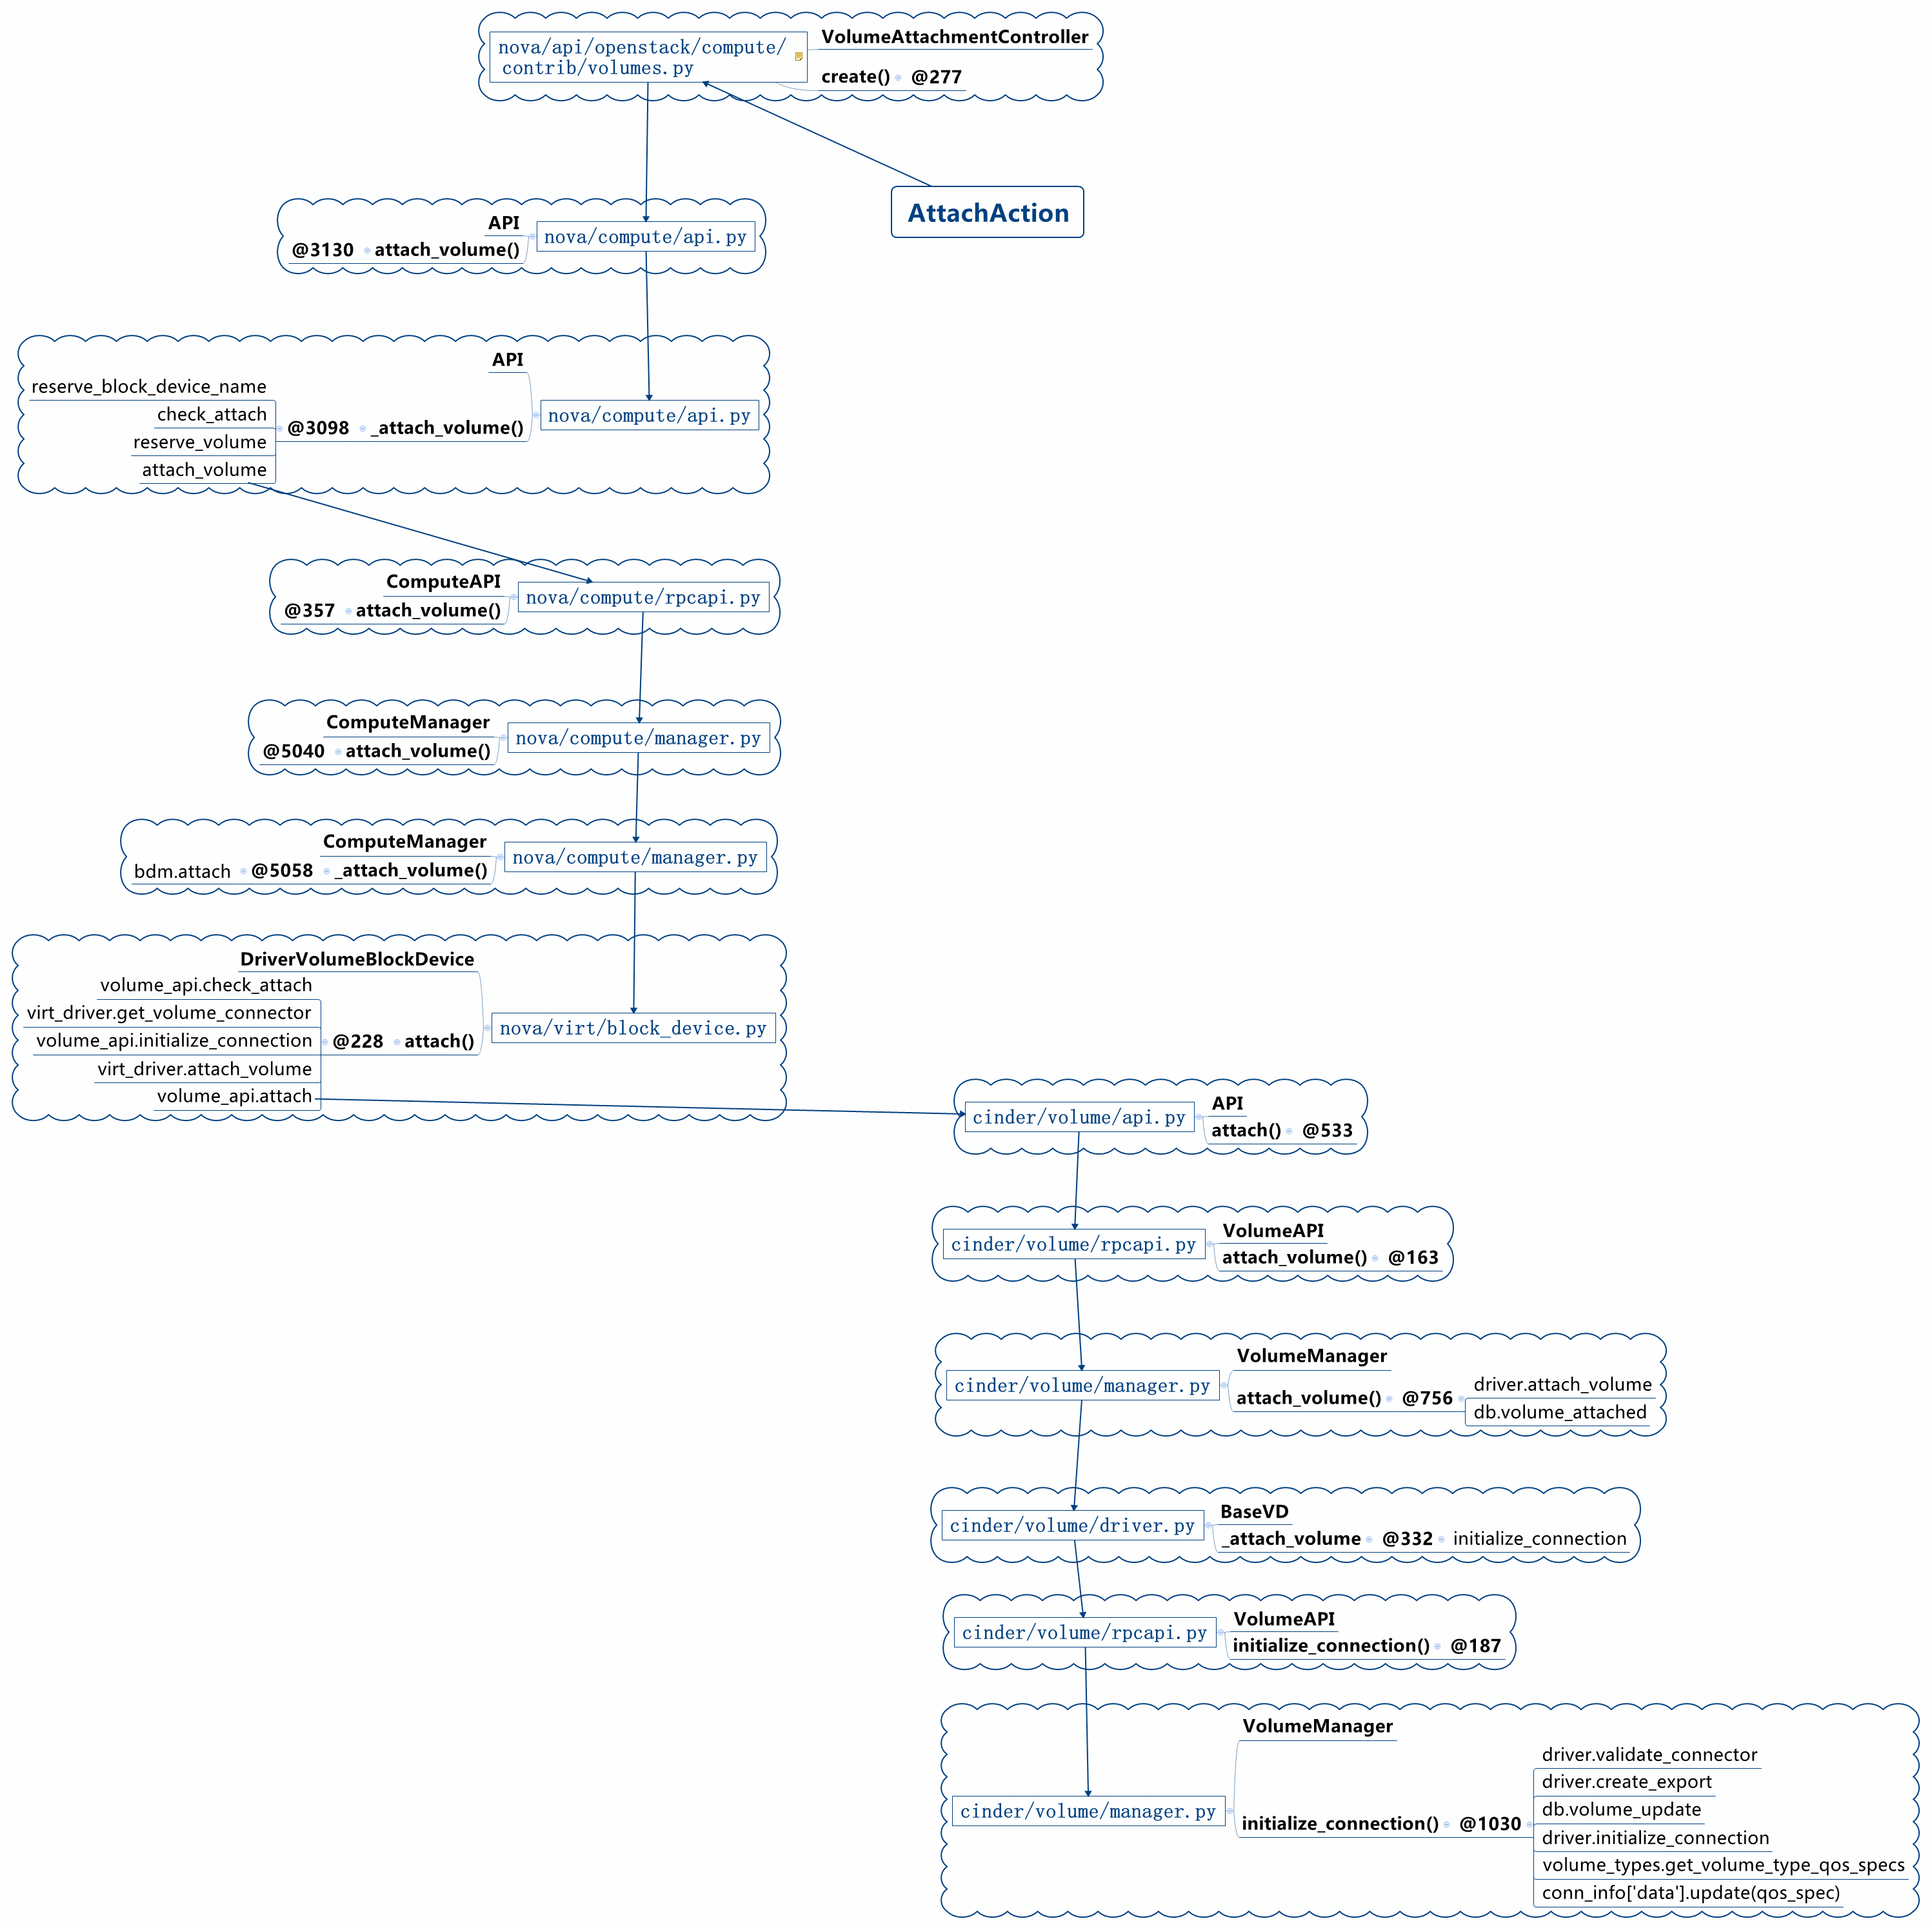 nova/api/openstack/compute/
contrib/volumes.py
VolumeAttachmentController
create() @277
AttachAction
API
@3130 attach_volume()
nova/compute/api.py
API
reserve_block_device_name
check_attach
@3098 _attach_volume()
nova/compute/api.py
reserve_volume
attach_volume
ComputeAPI
@357 attach_volume()
nova/compute/rpcapi.py
ComputeManager
@5040 attach_volume()
nova/compute/manager.py
ComputeManager
bdm.attach @5058 _attach_volume()
nova/compute/manager.py
DriverVolumeBlockDevice
volume_api.check_attach
virt_driver.get_volume_connector
volume_api.initialize_connection
@228 attach()
nova/virt/block_device.py
virt_driver.attach_volume
volume_api.attach
cinder/volume/api.py
API
attach() @533
cinder/volume/rpcapi.py
VolumeAPI
attach_volume() @163
cinder/volume/manager.py
VolumeManager
attach_volume() @756
driver.attach_volume
db.volume_attached
cinder/volume/driver.py
BaseVD
_attach_volume @332 initialize_connection
cinder/volume/rpcapi.py
VolumeAPI
initialize_connection() @187
cinder/volume/manager.py
VolumeManager
initialize_connection() @1030
driver.validate_connector
driver.create_export
db.volume_update
driver.initialize_connection
volume_types.get_volume_type_qos_specs
conn_info['data'].update(qos_spec)